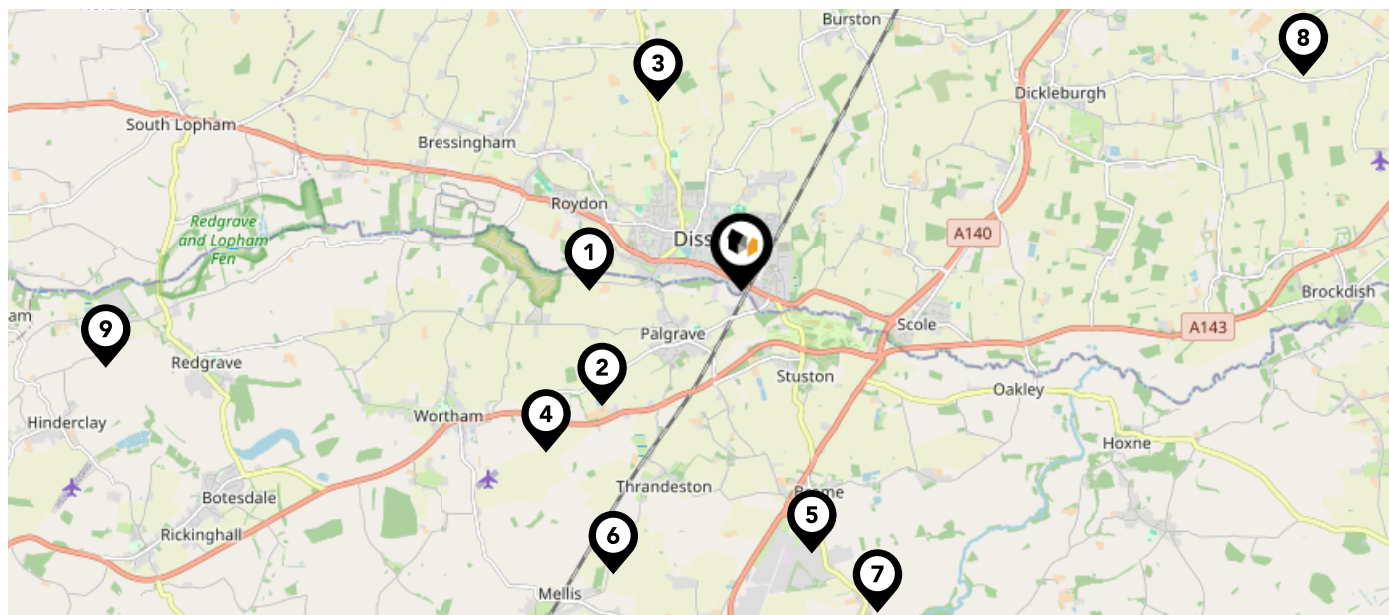 Burston
8
3
Dickleburgh
South Lopham
Bressingham
Roydon
Redgrave
and Lopham
Fen
A140
Diss
1
Brockdish
am
9
A143
Scole
Palgrave
Redgrave
2
Stuston
Oakley
4
Wortham
Hinderclay
Hoxne
Thrandeston
Botesdale
5
Rickinghall
6
7
Mellis